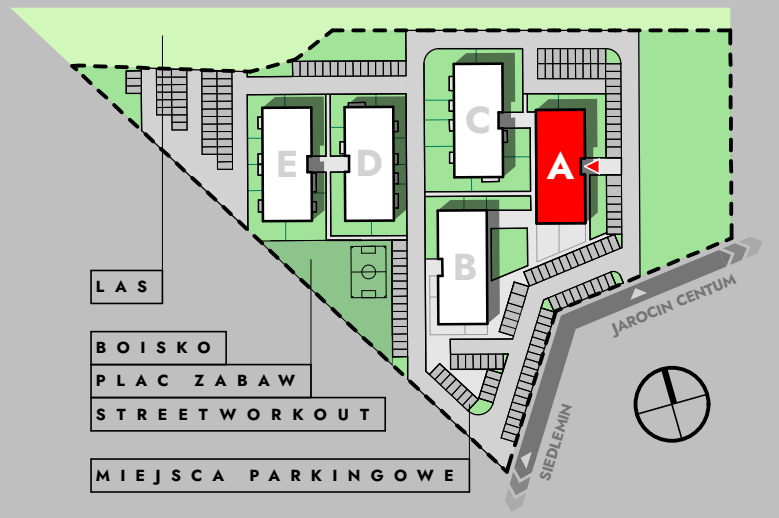 C
A
E
D
B
LAS
JAROCIN CENTUM
BOISKO
PLAC ZABAW
STREETWORKOUT
SIEDLEMIN
MIEJSCA PARKINGOWE